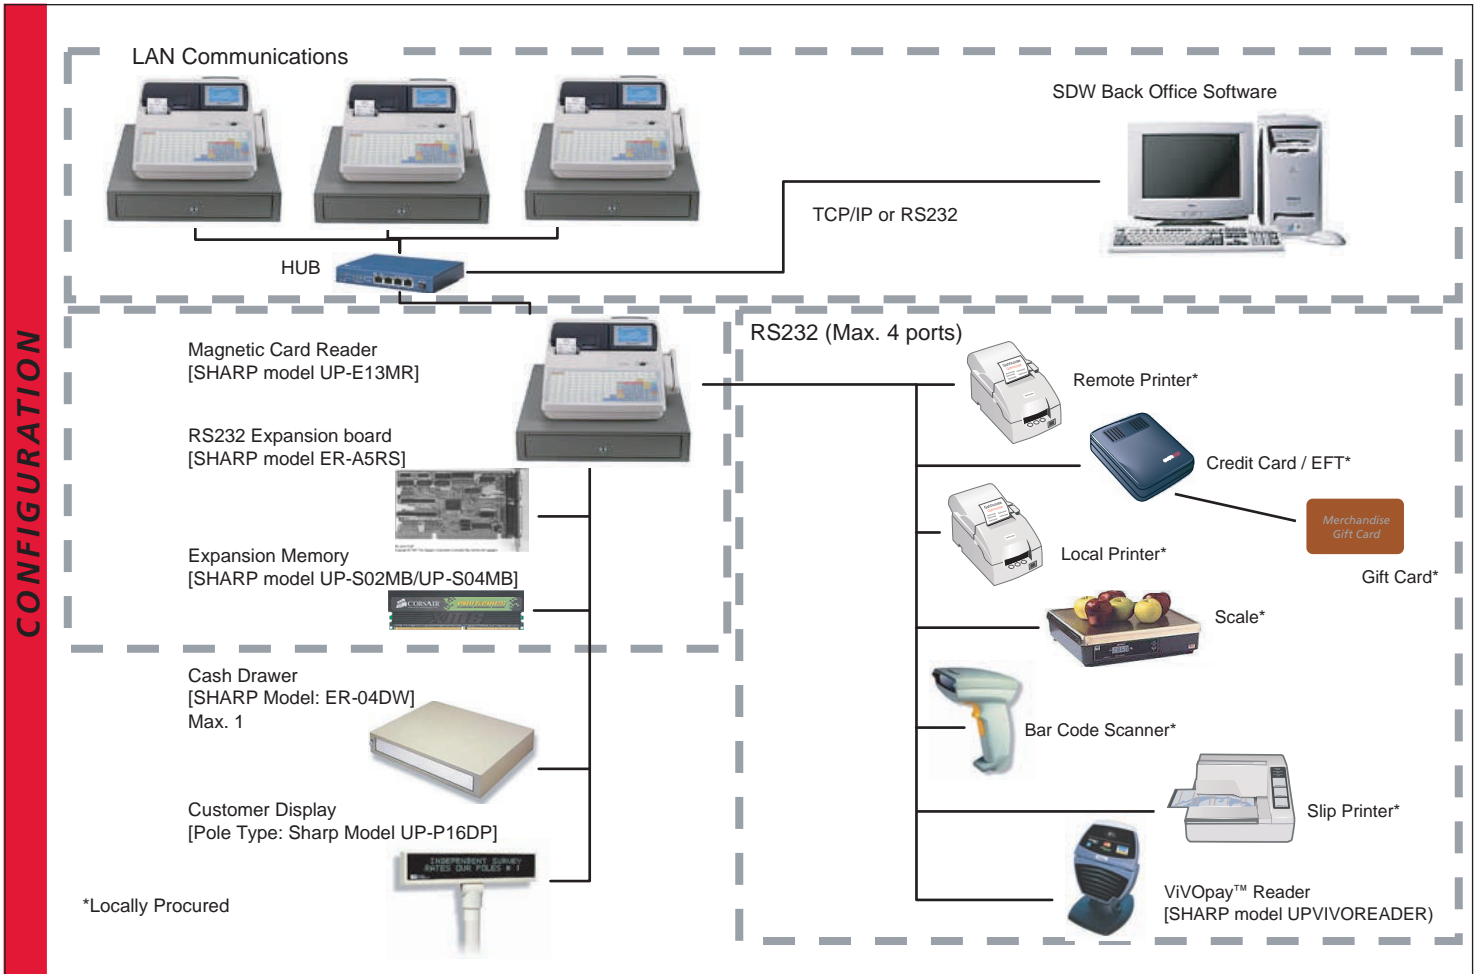 CONFIGURATION
LAN Communications
SDW Back Office Software
TCP/IP or RS232
HUB
Magnetic Card Reader
[SHARP model UP-E13MR]
RS232 Expansion board
[SHARP model ER-A5RS]
Expansion Memory
[SHARP model UP-S02MB/UP-S04MB]
CORSAIR
Cash Drawer
[SHARP Model: ER-04DW]
Max. 1
Customer Display
[Pole Type: Sharp Model UP-P16DP]
INDEPENDENT SURVEY
RATES OUR POLES # 1
*Locally Procured
RS232 (Max. 4 ports)
Remote Printer*
Credit Card / EFT*
Merchandise
Gift Card
Gift Card*
Local Printer*
Scale*
Bar Code Scanner*
Slip Printer*
ViVOpay™ Reader
[SHARP model UPVIVOREADER)